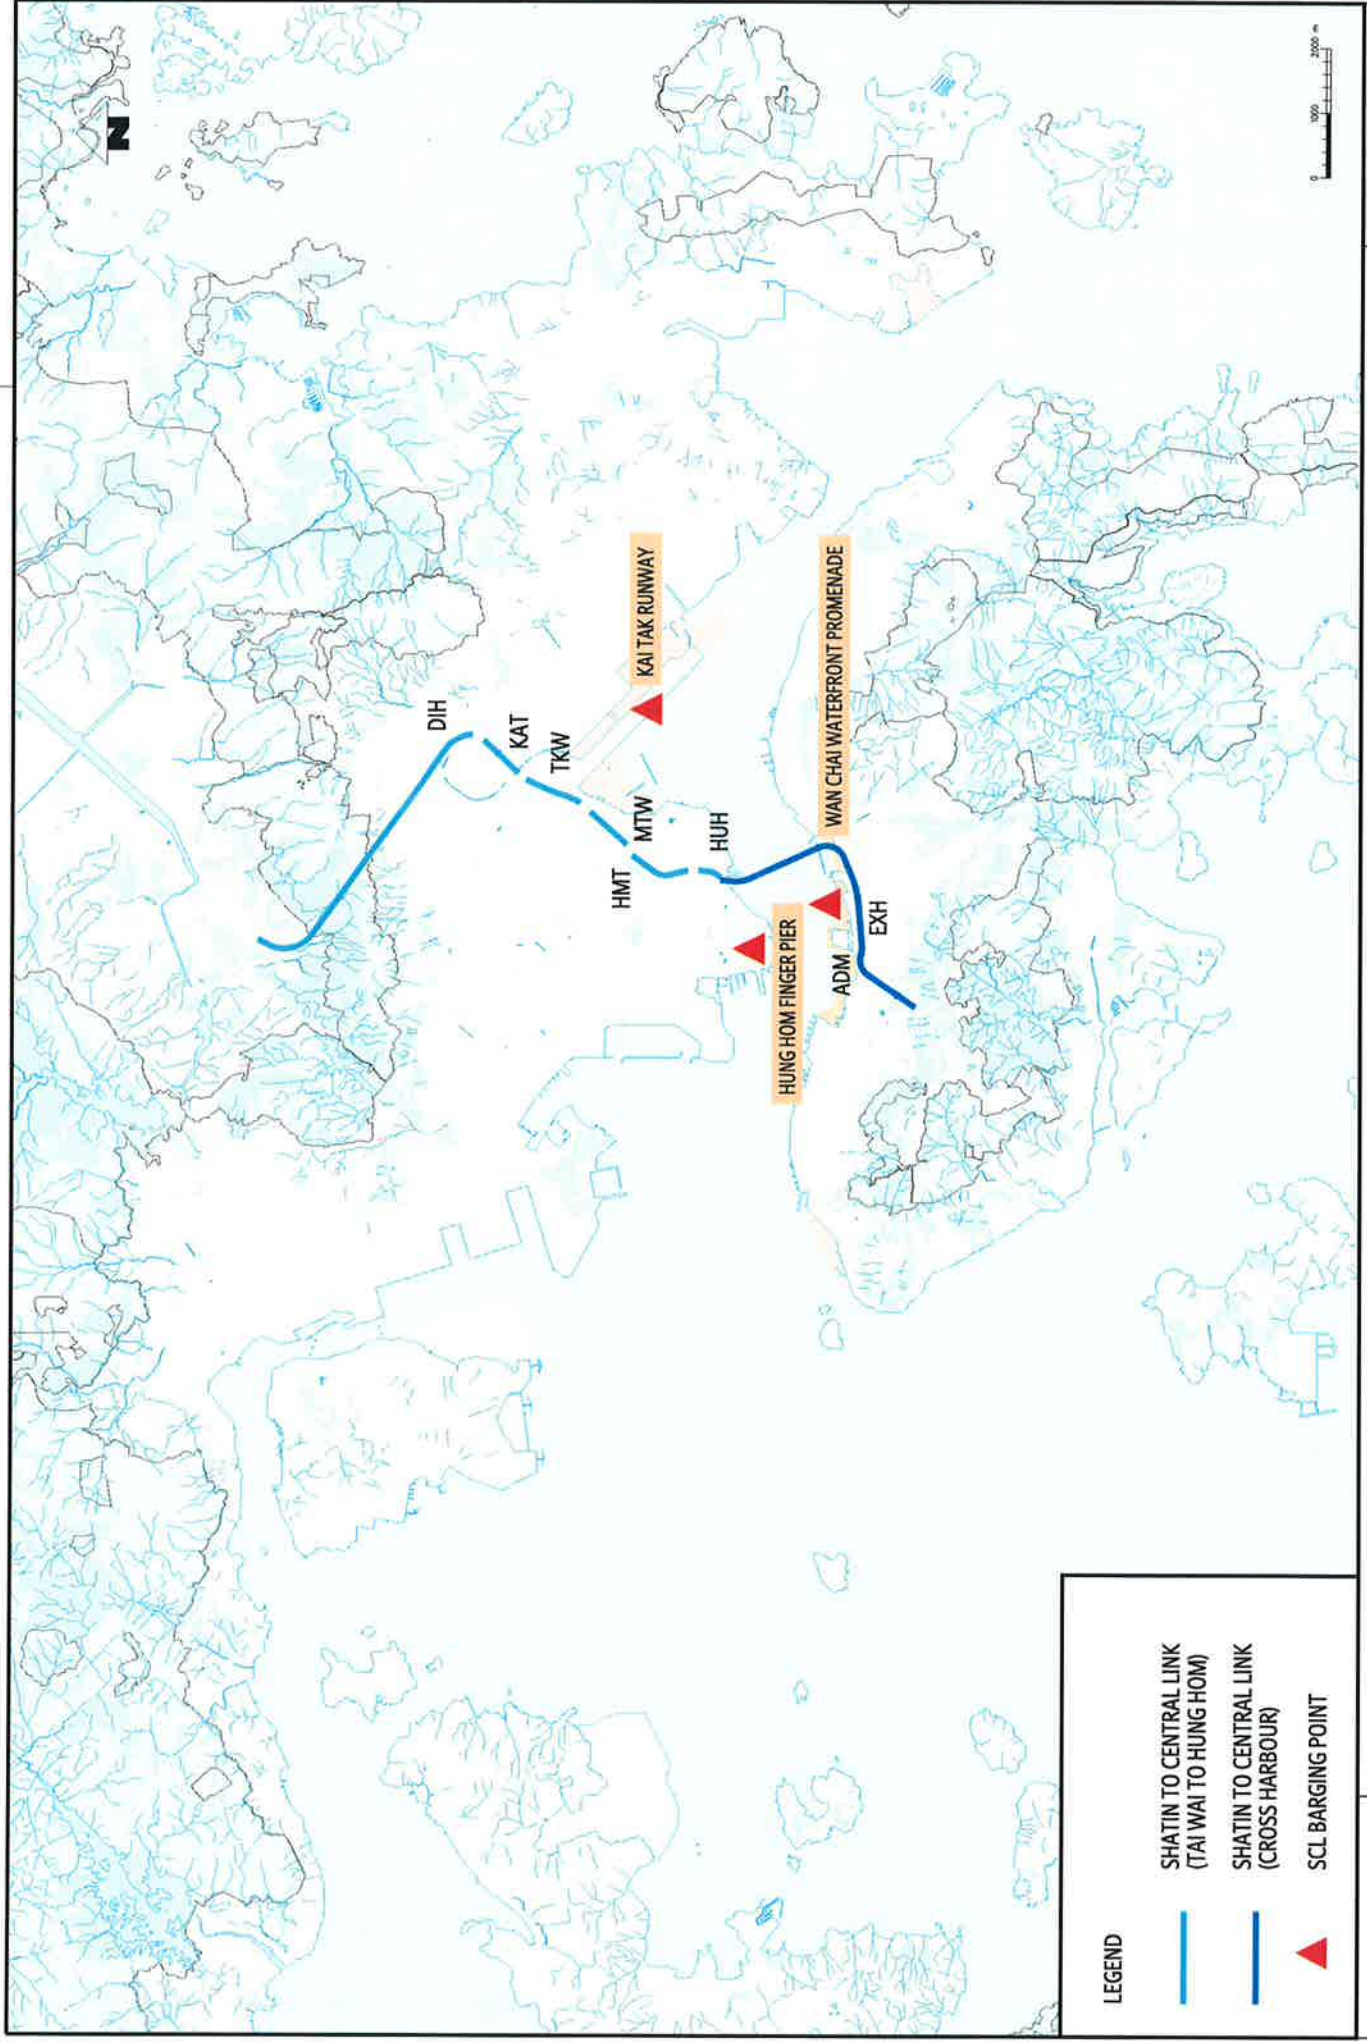 N
DIH
KAT
TKW
KAI TAK RUNWAY
MTW
HMT
HUH
WAN CHAI WATERFRONT PROMENADE
HUNG HOM FINGER PIER
EXH
ADM
0 1000 2000 m
LEGEND
SHATIN TO CENTRAL LINK
(TAI WAI TO HUNG HOM)
SHATIN TO CENTRAL LINK
(CROSS HARBOUR)
SCL BARGING POINT